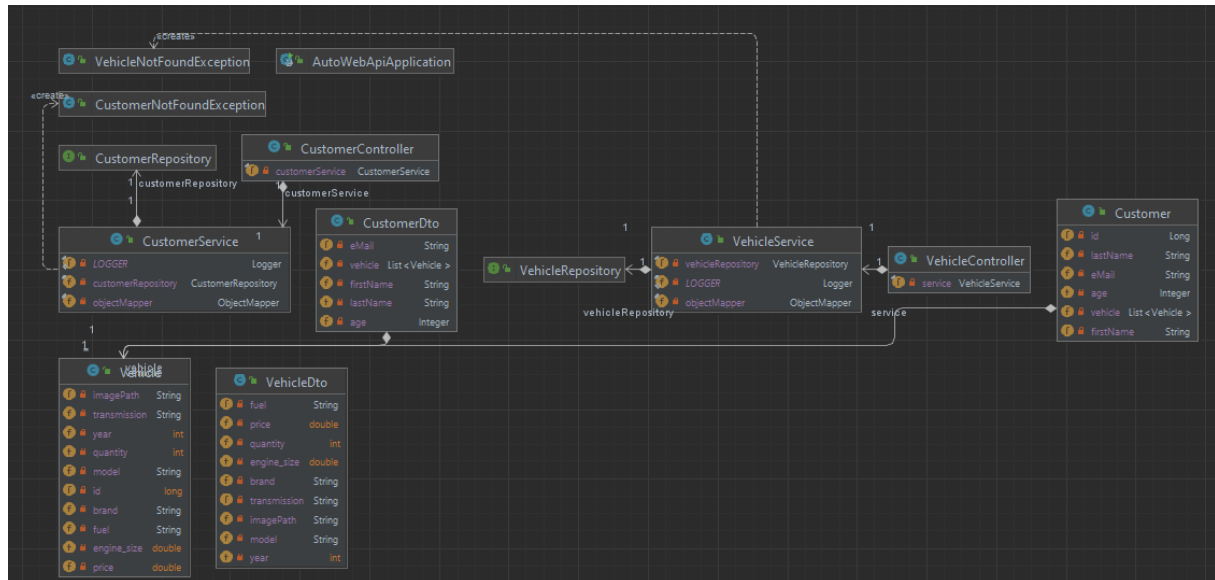 «create»
VehicleNotFoundException
AutoWebApiApplication
«create»
CustomerNotFoundException
CustomerRepository
CustomerController
customerService CustomerService
1
customerRepository
1
1
customerService
1
CustomerService
LOGGER Logger
customerRepository CustomerRepository
objectMapper ObjectMapper
CustomerDto
eMail String
vehicle List<Vehicle>
firstName String
lastName String
age Integer
VehicleRepository
1
1
vehicleRepository
VehicleService
vehicleRepository VehicleRepository
LOGGER Logger
objectMapper ObjectMapper
1
1
service
VehicleController
service VehicleService
Customer
id Long
lastName String
eMail String
age Integer
vehicle List<Vehicle>
firstName String
1
1
vehicle
Vehicle
imagePath String
transmission String
year int
quantity int
model String
id long
brand String
fuel String
engine_size double
price double
VehicleDto
fuel String
price double
quantity int
engine_size double
brand String
transmission String
imagePath String
model String
year int